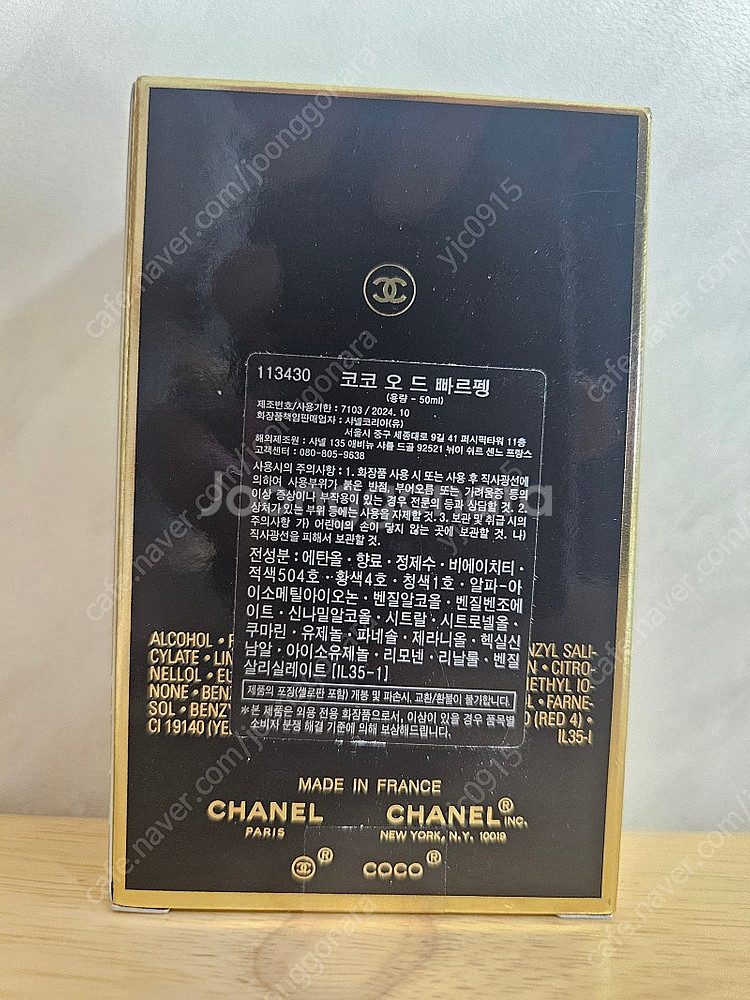 113430 코코 오 드 빠르펭
(용량 - 50ml)
제조번호/사용기한 : 7103 / 2024. 10
화장품책임판매업자 : 샤넬코리아(유)
서울시 중구 세종대로 9길 41 퍼시픽타워 11층
해외제조원 : 샤넬 135 애비뉴 샤를 드골 92521 뉘이 쉬르 센느 프랑스
고객센터 : 080-805-9638
사용시의 주의사항 : 1. 화장품 사용 시 또는 사용 후 직사광선에
의하여 사용부위가 붉은 반점, 부어오름 또는 가려움증 등의
이상 증상이나 부작용이 있는 경우 전문의 등과 상담할 것. 2.
상처가 있는 부위 등에는 사용을 자제할 것. 3. 보관 및 취급 시의
주의사항 가) 어린이의 손이 닿지 않는 곳에 보관할 것. 나)
직사광선을 피해서 보관할 것.
전성분 : 에탄올 · 향료 · 정제수 · 비에이치티 ·
적색504호 · 황색4호 · 청색1호 · 알파-아
이소메틸아이오논 · 벤질알코올 · 벤질벤조에
이트 · 신나밀알코올 · 시트랄 · 시트로넬올 ·
쿠마린 · 유제놀 · 파네솔 · 제라니올 · 헥실신
남알 · 아이소유제놀 · 리모넨 · 리날롤 · 벤질
살리실레이트 [IL35-1]
제품의 포장(셀로판 포함) 개봉 및 파손시, 교환/환불이 불가합니다.
*본 제품은 외용 전용 화장품으로서, 이상이 있을 경우 품목별
소비자 분쟁 해결 기준에 의해 보상해드립니다.
ALCOHOL • NZYL SALI-
CYLATE • LIN N • CITRO-
NELLOL • EU METHYL IO-
NONE • BENZ L • FARNE-
SOL • BENZY (RED 4) •
CI 19140 (YE IL35-I
MADE IN FRANCE
CHANEL CHANEL® INC.
PARIS NEW YORK, N.Y. 10019
® COCO®
Joonggonara
yjc0915
cafe.naver.com/joonggonara